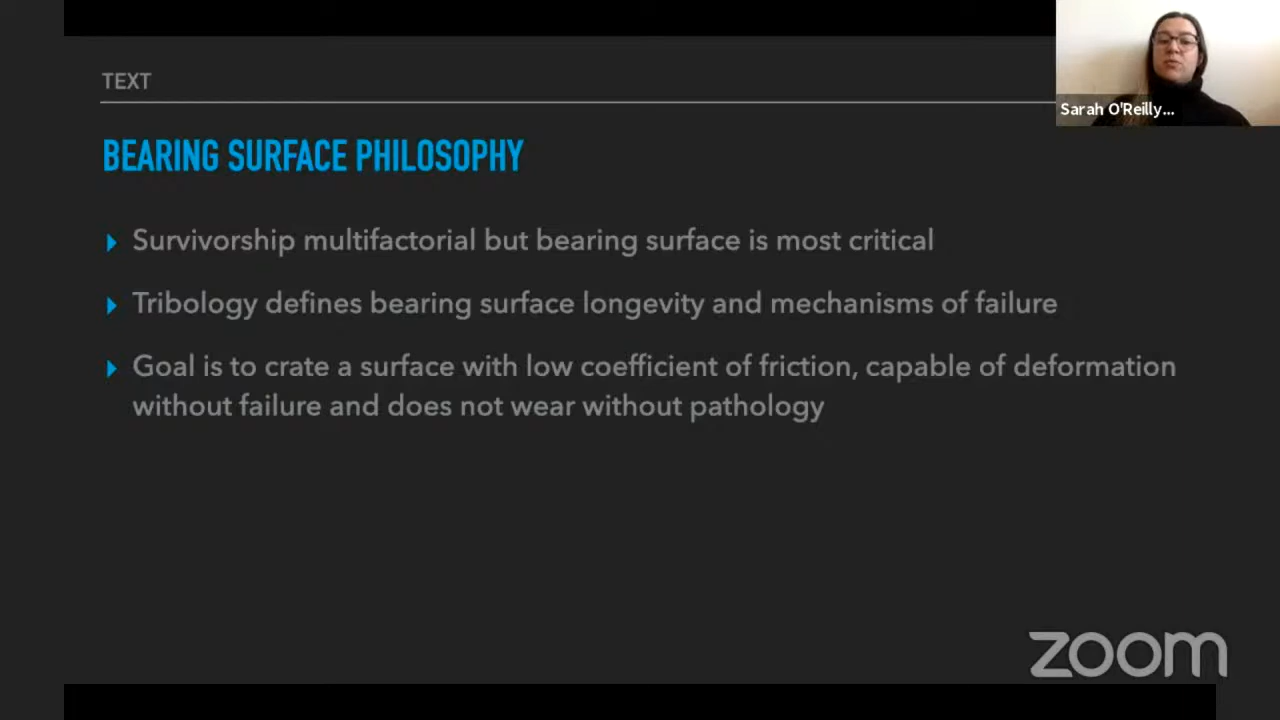 TEXT
Sarah O'Reilly...
BEARING SURFACE PHILOSOPHY
Survivorship multifactorial but bearing surface is most critical
Tribology defines bearing surface longevity and mechanisms of failure
Goal is to crate a surface with low coefficient of friction, capable of deformation
without failure and does not wear without pathology
zoom